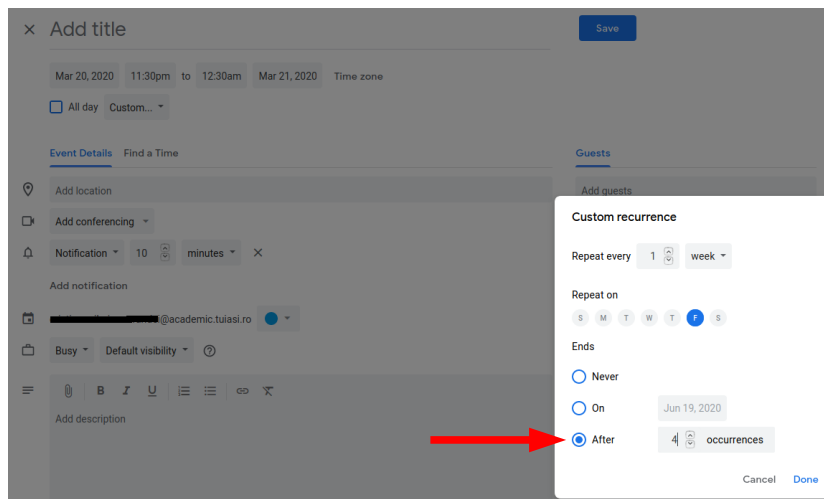 Add title
Save
Mar 20, 2020 11:30pm to 12:30am Mar 21, 2020 Time zone
All day Custom...
Event Details Find a Time
Guests
Add location
Add guests
Add conferencing
Notification 10 minutes
Add notification
@academic.tuiasi.ro
Busy Default visibility
B I U
Add description
Custom recurrence
Repeat every 1 week
Repeat on
S M T W T F S
Ends
Never
On Jun 19, 2020
After 4 occurrences
Cancel Done